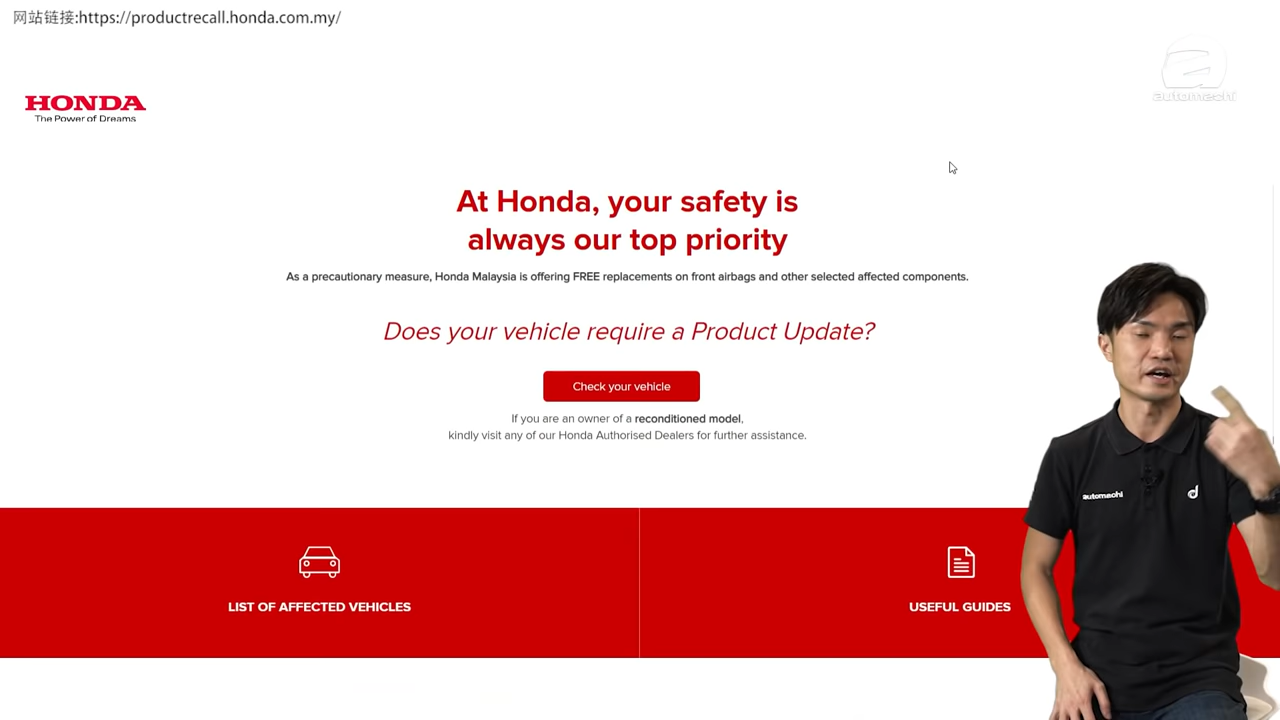 网站链接:https://productrecall.honda.com.my/
automachi
HONDA
The Power of Dreams
At Honda, your safety is
always our top priority
As a precautionary measure, Honda Malaysia is offering FREE replacements on front airbags and other selected affected components.
Does your vehicle require a Product Update?
Check your vehicle
If you are an owner of a reconditioned model,
kindly visit any of our Honda Authorised Dealers for further assistance.
automachi
LIST OF AFFECTED VEHICLES
USEFUL GUIDES